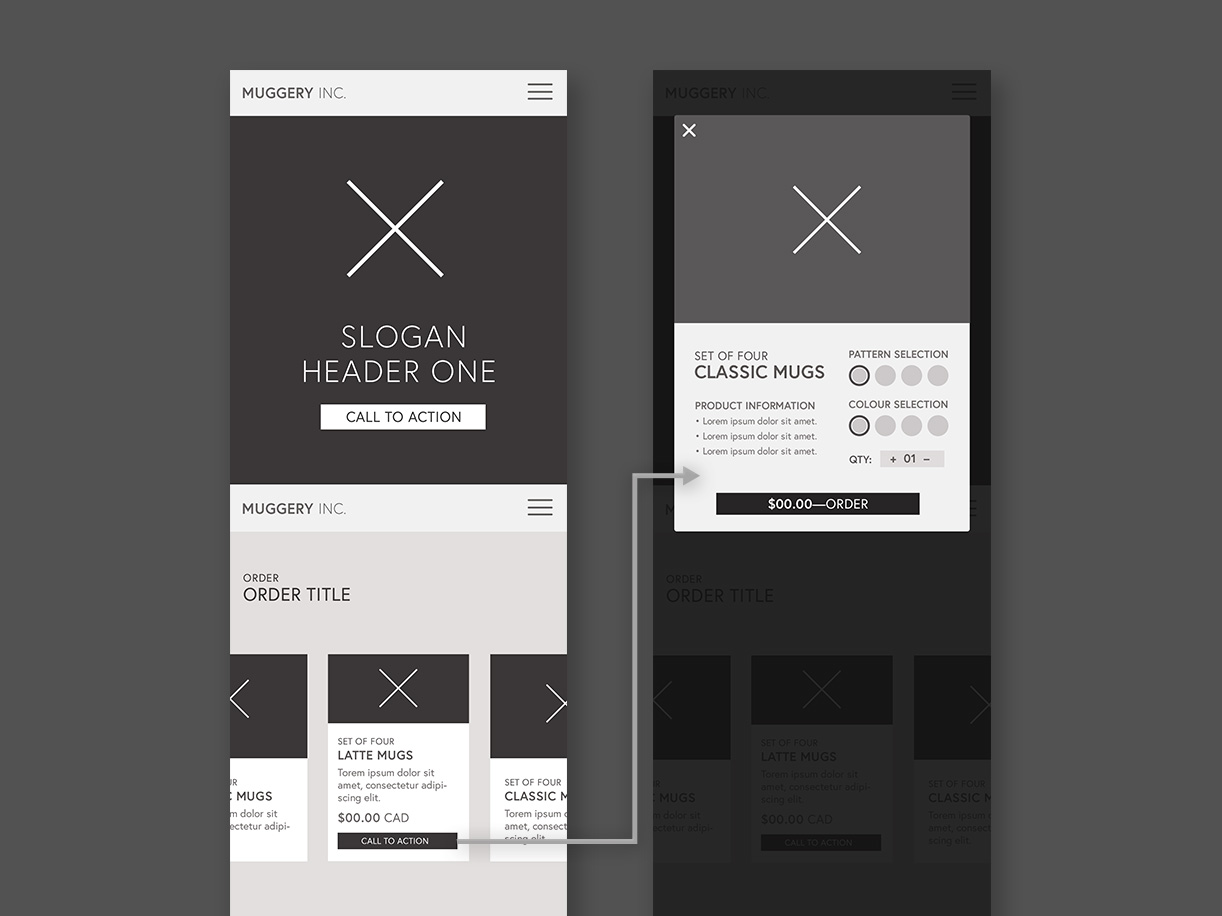 MUGGERY INC.
SLOGAN
HEADER ONE
CALL TO ACTION
MUGGERY INC.
ORDER
ORDER TITLE
UR
C MUGS
m dolor sit
ectetur adipi-
SET OF FOUR
LATTE MUGS
Torem ipsum dolor sit
amet, consectetur adipi-
scing elit.
$00.00 CAD
CALL TO ACTION
SET OF FOUR
CLASSIC M
Torem ipsum d
amet, consect
scing elit.
MUGGERY INC.
SET OF FOUR
CLASSIC MUGS
PRODUCT INFORMATION
• Lorem ipsum dolor sit amet.
• Lorem ipsum dolor sit amet.
• Lorem ipsum dolor sit amet.
PATTERN SELECTION
COLOUR SELECTION
QTY: + 01 –
$00.00—ORDER
M
ORDER
ORDER TITLE
UR
C MUGS
m dolor sit
ectetur adipi-
SET OF FOUR
LATTE MUGS
Torem ipsum dolor sit
amet, consectetur adipi-
scing elit.
$00.00 CAD
CALL TO ACTION
SET OF FOUR
CLASSIC M
Torem ipsum d
amet, consect
scing elit.